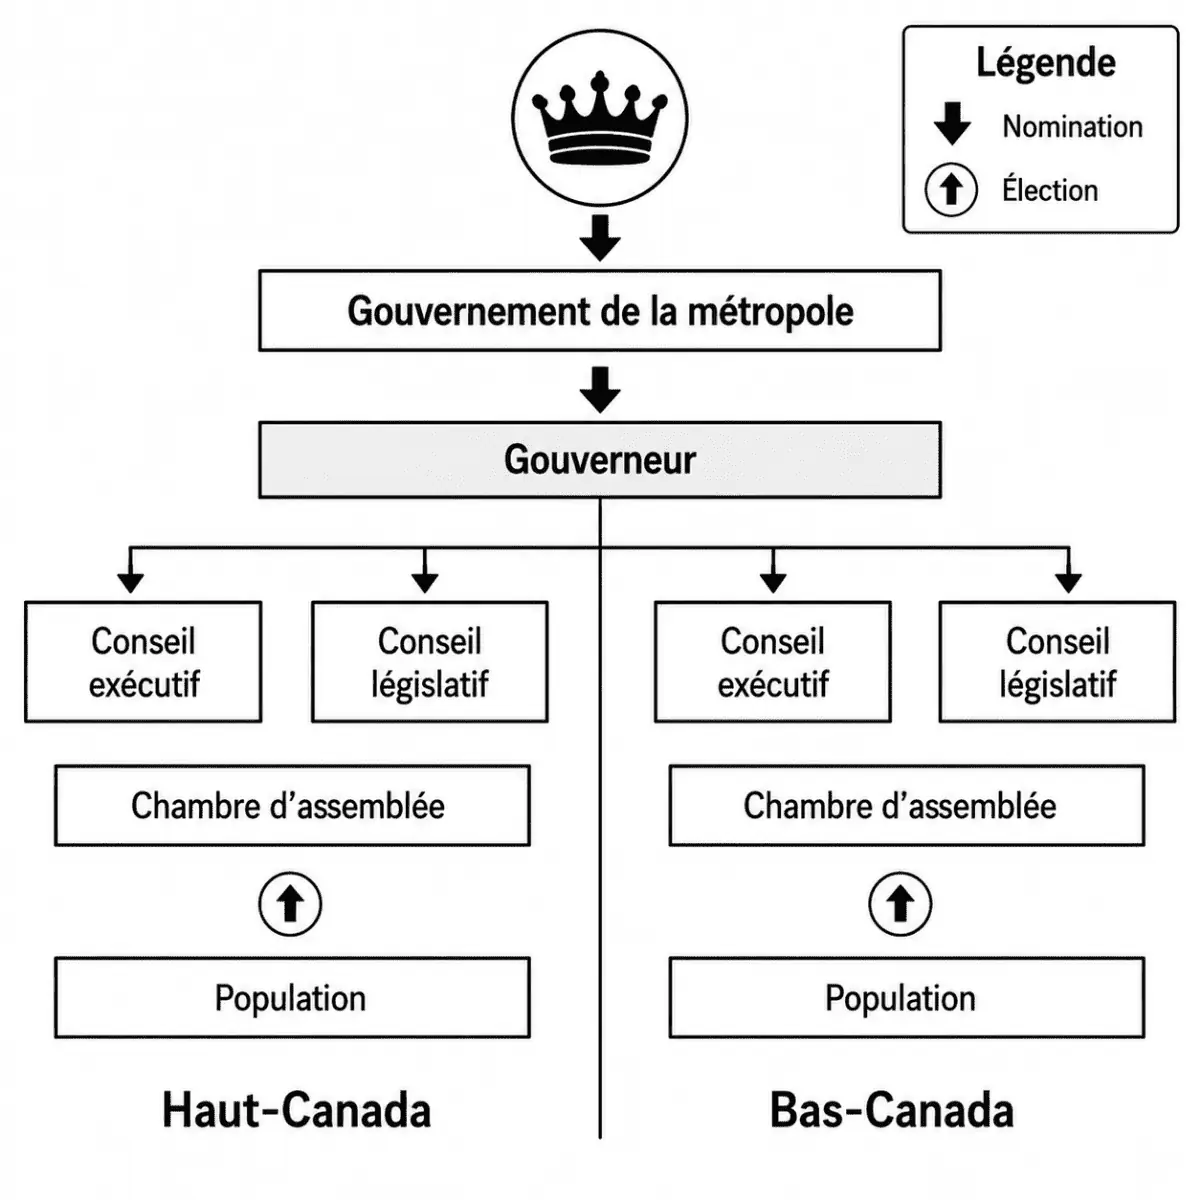 Légende
Nomination
Élection
Gouvernement de la métropole
Gouverneur
Conseil
exécutif
Conseil
législatif
Conseil
exécutif
Conseil
législatif
Chambre d’assemblée
Chambre d’assemblée
Population
Population
Haut-Canada
Bas-Canada